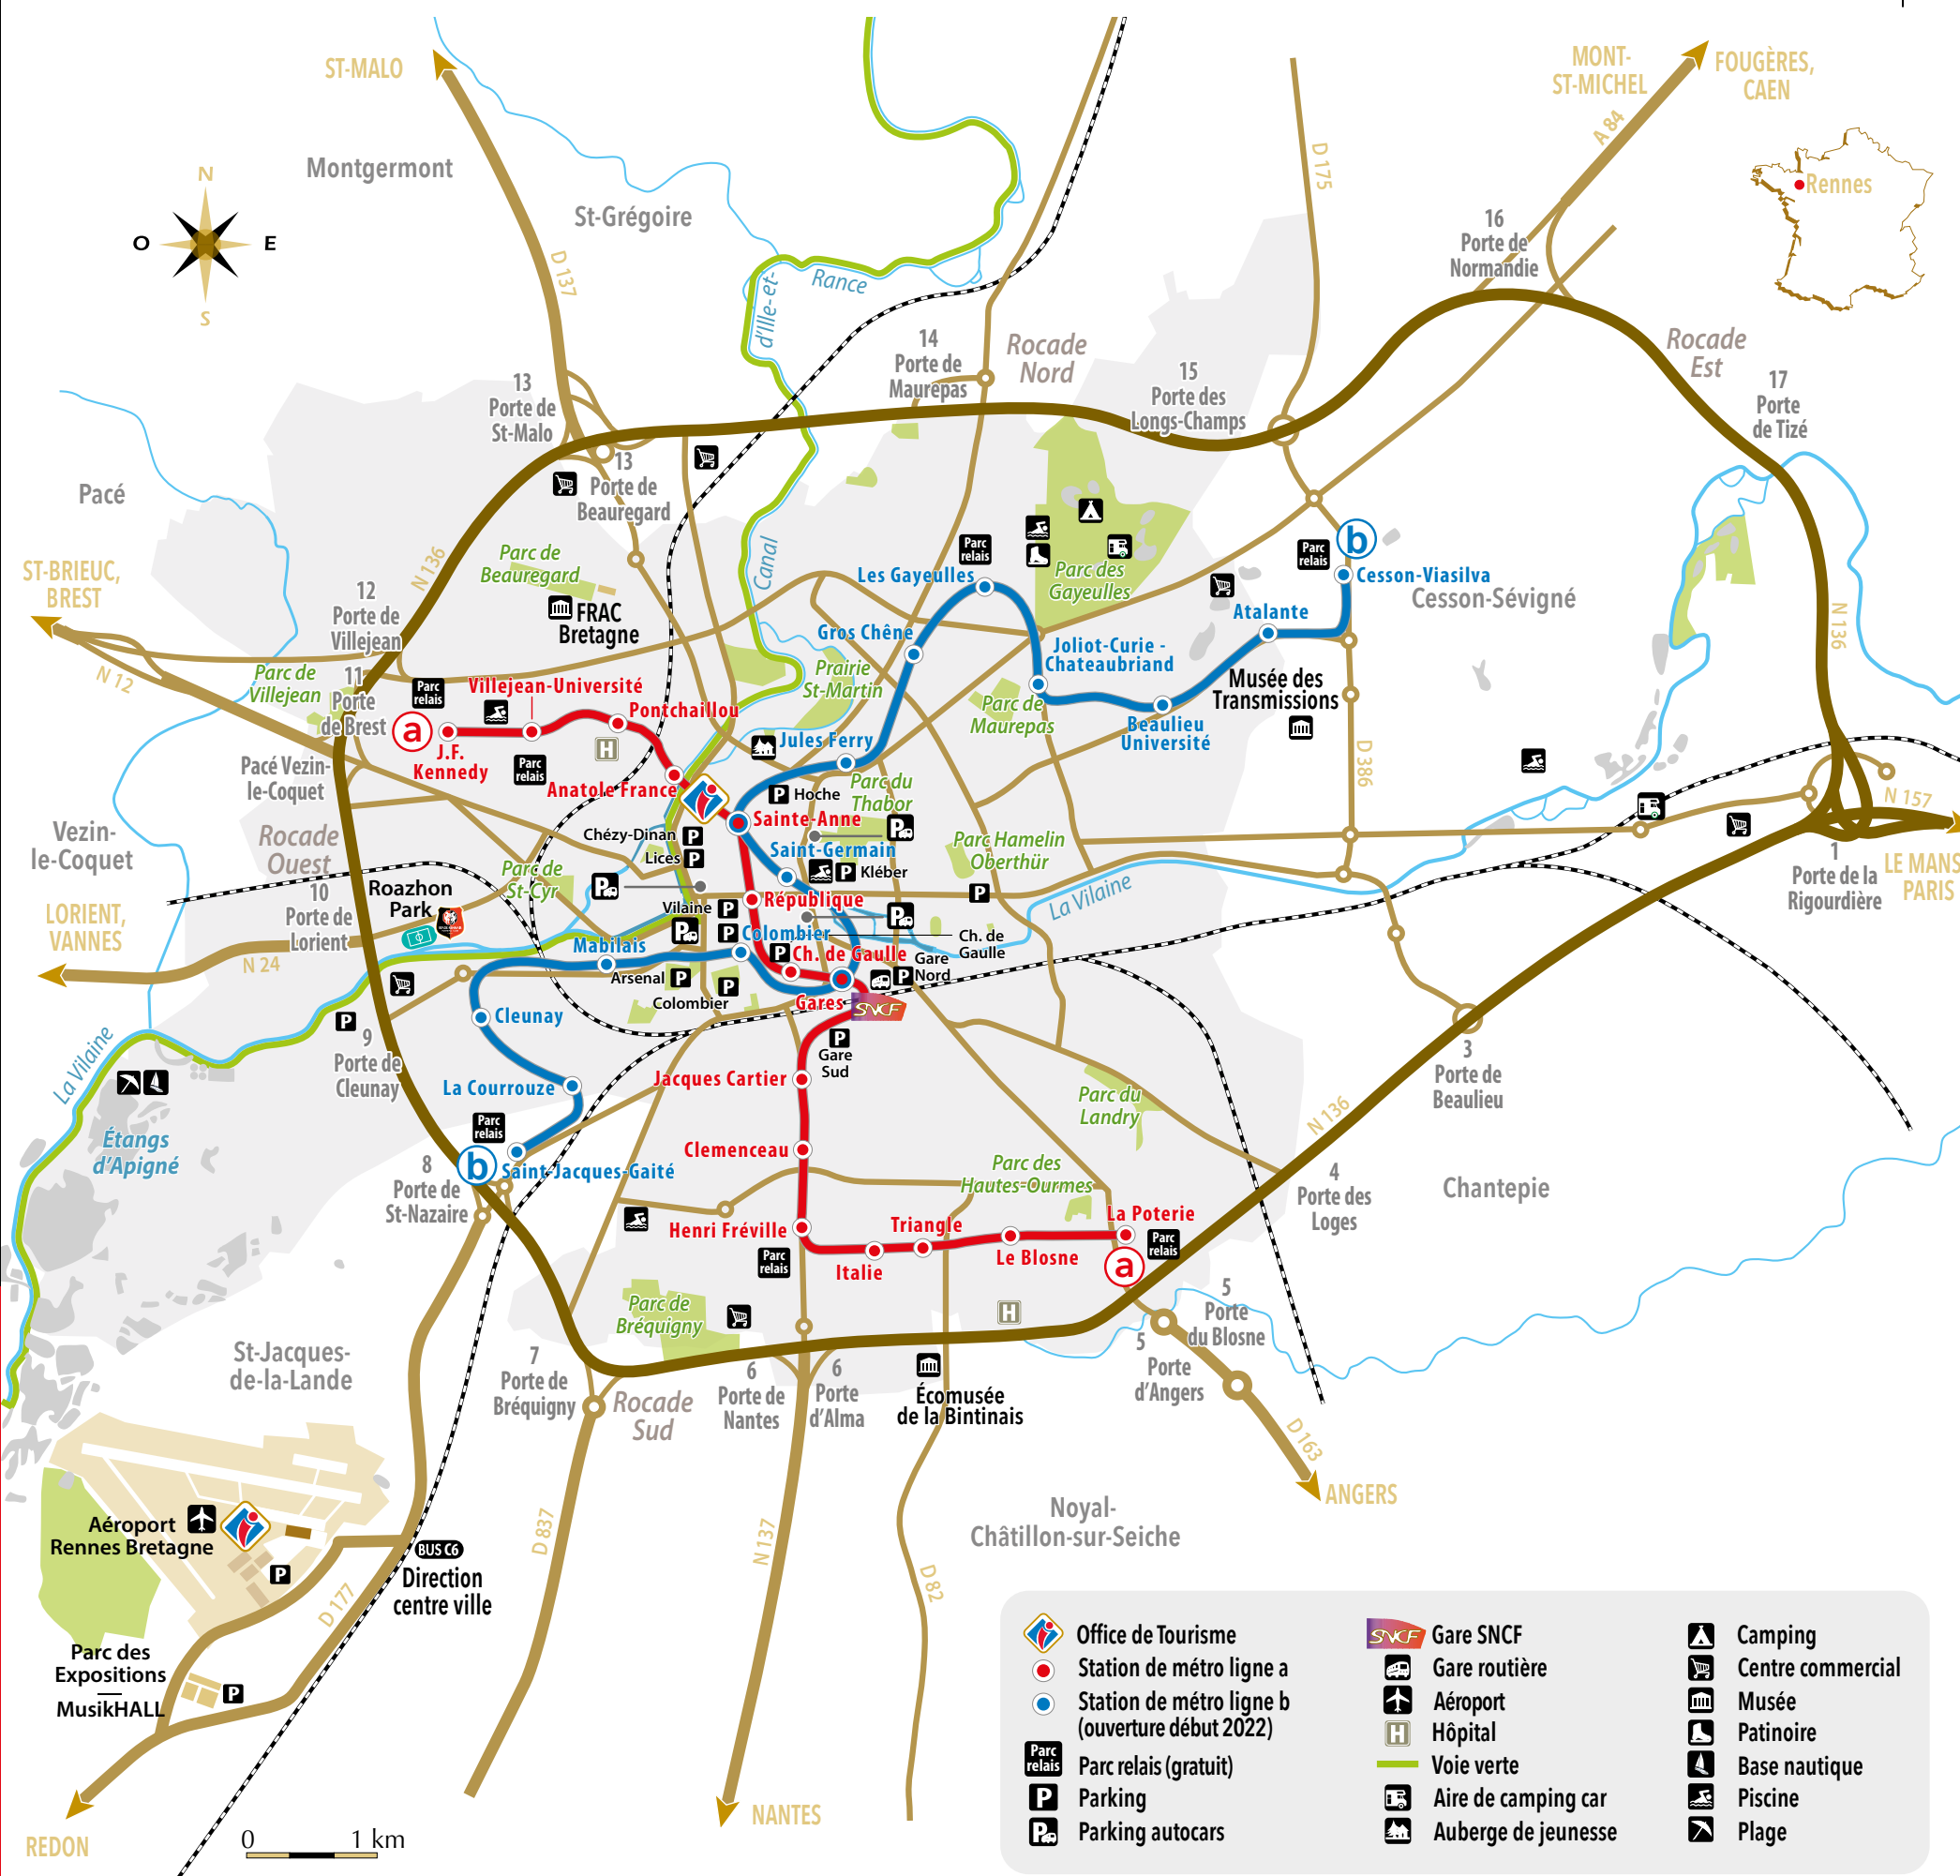 ST-MALO
MONT-
ST-MICHEL
FOUGÈRES,
CAEN
A 84
D 175
Montgermont
N
O
E
S
St-Grégoire
Rennes
D 137
d'Ille-et-
Rance
16
Porte de
Normandie
14
Porte de
Maurepas
Rocade
Nord
Rocade
Est
15
Porte des
Longs-Champs
17
Porte
de Tizé
13
Porte de
St-Malo
13
Porte de
Beauregard
Pacé
N 136
Parc de
Beauregard
Canal
Parc
relais
Les Gayeulles
Parc des
Gayeulles
Parc
relais
b
Cesson-Viasilva
Cesson-Sévigné
ST-BRIEUC,
BREST
12
Porte de
Villejean
FRAC
Bretagne
Gros Chêne
Atalante
N 136
Joliot-Curie -
Chateaubriand
N 12
Parc de
Villejean
11
Porte
de Brest
Parc
relais
Villejean-Université
Pontchaillou
Prairie
St-Martin
Parc de
Maurepas
Musée des
Transmissions
a
J.F.
Kennedy
Parc
relais
H
Jules Ferry
Beaulieu
Université
D 386
Pacé Vezin-
le-Coquet
Anatole France
Hoche
Parc du
Thabor
N 157
Vezin-
le-Coquet
Rocade
Ouest
Sainte-Anne
Chézy-Dinan
P
Lices
P
Saint-Germain
Parc Hamelin
Oberthür
P
Kléber
LE MANS
PARIS
1
Porte de la
Rigourdière
10
Porte de
Lorient
Roazhon
Park
Parc de
St-Cyr
La Vilaine
LORIENT,
VANNES
N 24
Vilaine
P
République
Mabilais
Colombier
Ch. de Gaulle
Ch. de
Gaulle
Gare
Nord
Arsenal
P
Colombier
P
Gares
SNCF
Cleunay
P
Gare
Sud
9
Porte de
Cleunay
La Vilaine
Étangs
d'Apigné
La Courrouze
Jacques Cartier
Parc du
Landry
3
Porte de
Beaulieu
N 136
Parc
relais
b
Saint-Jacques-Gaité
Clemenceau
Parc des
Hautes-Ourmes
8
Porte de
St-Nazaire
4
Porte des
Loges
Chantepie
Henri Fréville
Triangle
La Poterie
Parc
relais
Italie
Le Blosne
Parc
relais
a
Parc de
Bréquigny
H
5
Porte
du Blosne
5
Porte
d'Angers
St-Jacques-
de-la-Lande
7
Porte de
Bréquigny
Rocade
Sud
6
Porte de
Nantes
6
Porte
d'Alma
Écomusée
de la Bintinais
D 163
ANGERS
Noyal-
Châtillon-sur-Seiche
Aéroport
Rennes Bretagne
P
BUS C6
Direction
centre ville
D 177
D 837
N 137
D 82
Parc des
Expositions
MusikHALL
P
REDON
0 1 km
NANTES
Office de Tourisme
Station de métro ligne a
Station de métro ligne b
(ouverture début 2022)
Parc
relais
Parc relais (gratuit)
P
Parking
P
Parking autocars
SNCF
Gare SNCF
Gare routière
Aéroport
H
Hôpital
Voie verte
Aire de camping car
Auberge de jeunesse
Camping
Centre commercial
Musée
Patinoire
Base nautique
Piscine
Plage